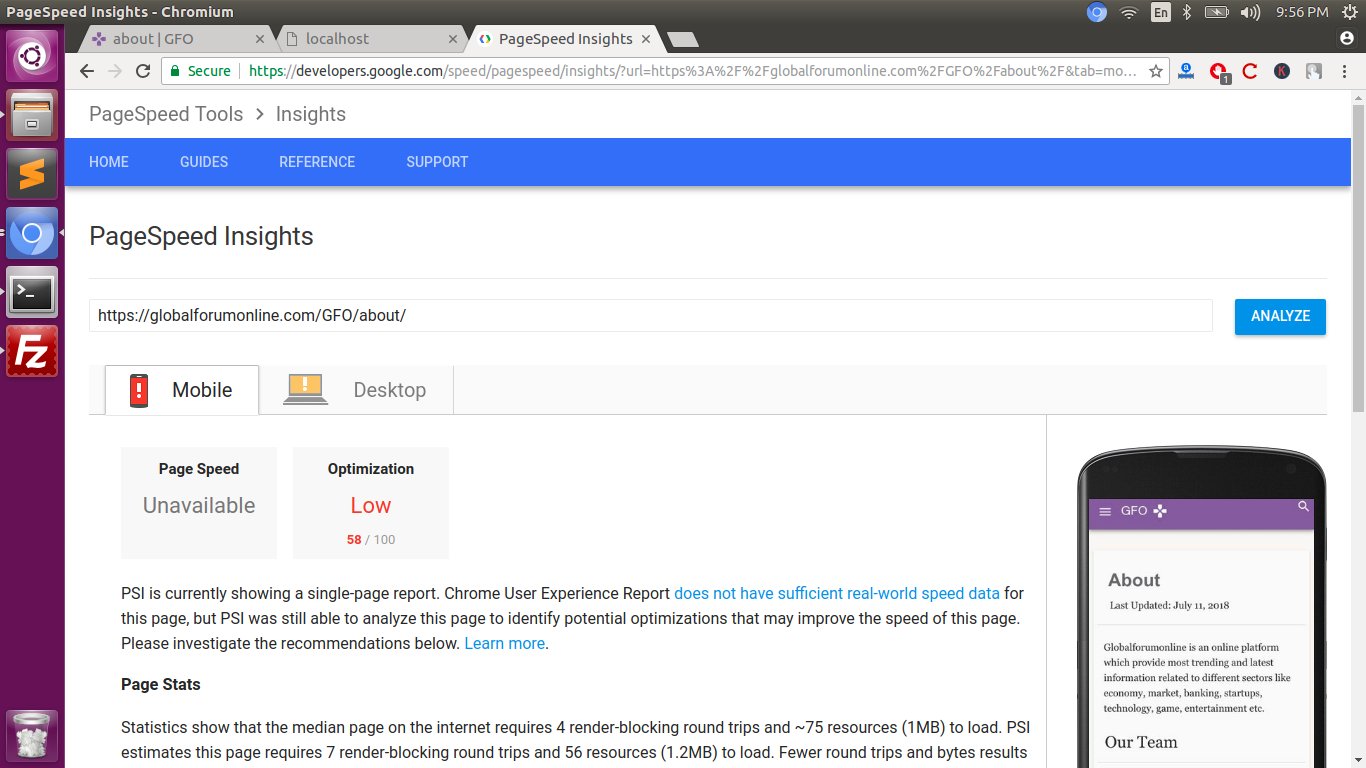 PageSpeed Insights - Chromium
En
9:56 PM
about | GFO
localhost
PageSpeed Insights
Secure
https://developers.google.com/speed/pagespeed/insights/?url=https%3A%2F%2Fglobalforumonline.com%2FGFO%2Fabout%2F&tab=mo...
a
1
C
K
PageSpeed Tools > Insights
HOME
GUIDES
REFERENCE
SUPPORT
PageSpeed Insights
https://globalforumonline.com/GFO/about/
ANALYZE
Mobile
Desktop
Page Speed
Unavailable
Optimization
Low
58 / 100
PSI is currently showing a single-page report. Chrome User Experience Report does not have sufficient real-world speed data for
this page, but PSI was still able to analyze this page to identify potential optimizations that may improve the speed of this page.
Please investigate the recommendations below. Learn more.
Page Stats
Statistics show that the median page on the internet requires 4 render-blocking round trips and ~75 resources (1MB) to load. PSI
estimates this page requires 7 render-blocking round trips and 56 resources (1.2MB) to load. Fewer round trips and bytes results
GFO
About
Last Updated: July 11, 2018
Globalforumonline is an online platform
which provide most trending and latest
information related to different sectors like
economy, market, banking, startups,
technology, game, entertainment etc.
Our Team
Fz